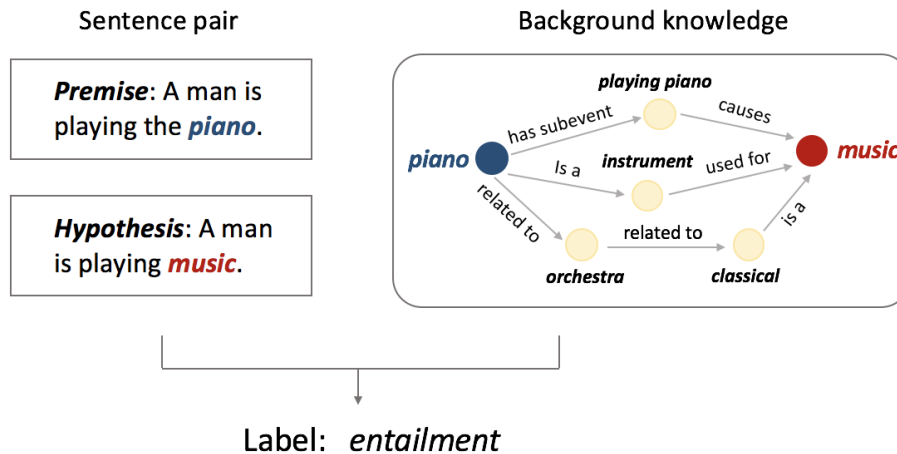 Sentence pair
Background knowledge
Premise: A man is
playing the piano.
Hypothesis: A man
is playing music.
playing piano
has subevent
causes
piano
Is a
instrument
used for
music
related to
related to
is a
orchestra
classical
Label: entailment